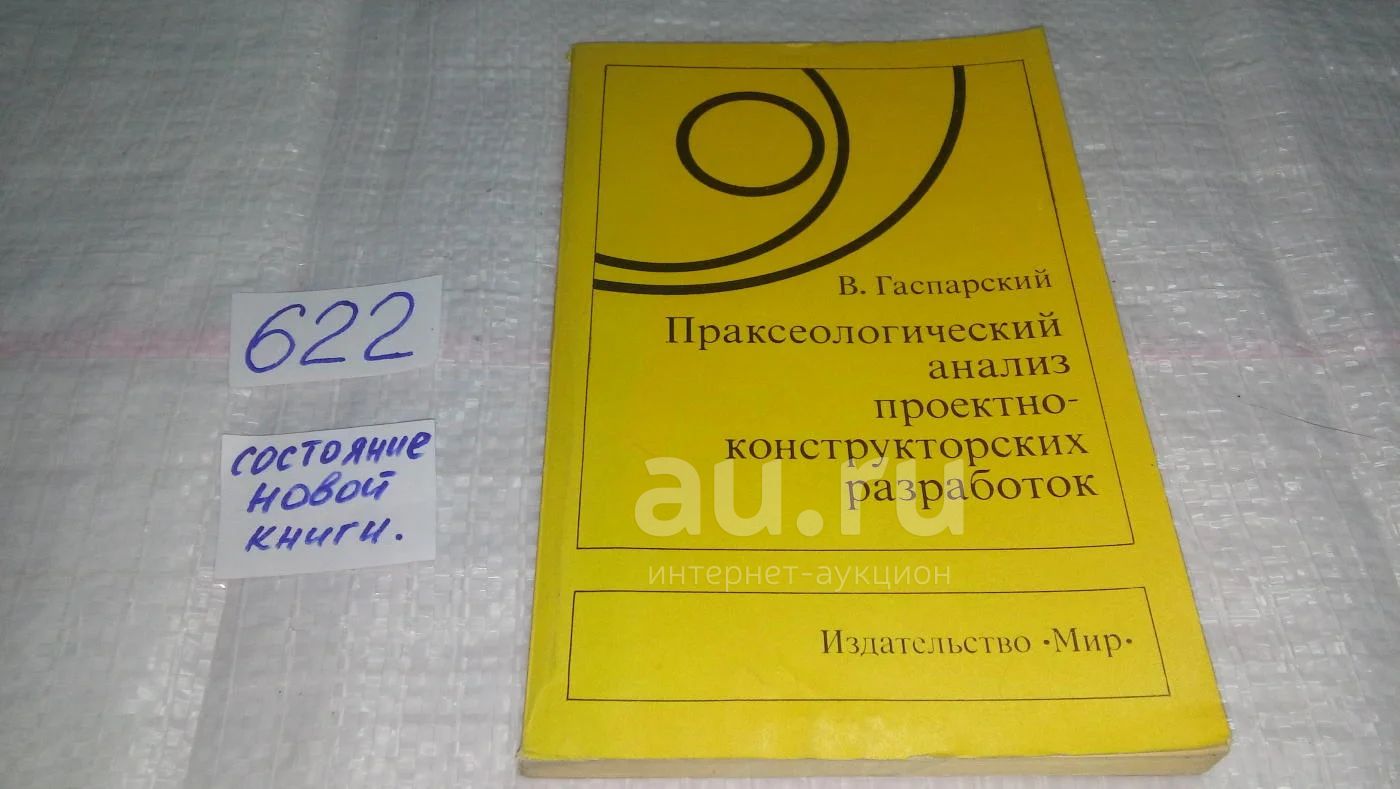 622
состояние
новой
книги.
В. Гаспарский
Праксеологический
анализ
проектно-
конструкторских
разработок
au.ru
интернет-аукцион
Издательство «Мир»